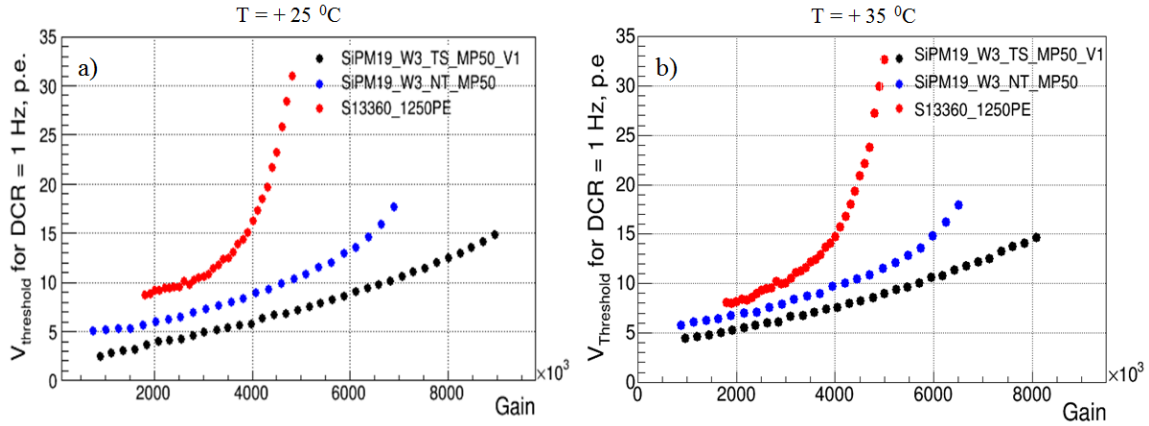 T = + 25 ⁰C
a)
SiPM19_W3_TS_MP50_V1
SiPM19_W3_NT_MP50
S13360_1250PE
V_threshold for DCR = 1 Hz, p.e.
35
30
25
20
15
10
5
0
2000 4000 6000 8000
×10³
Gain
T = + 35 ⁰C
b)
SiPM19_W3_TS_MP50_V1
SiPM19_W3_NT_MP50
S13360_1250PE
V_Threshold for DCR = 1 Hz, p.e
35
30
25
20
15
10
5
0
0 2000 4000 6000 8000
×10³
Gain